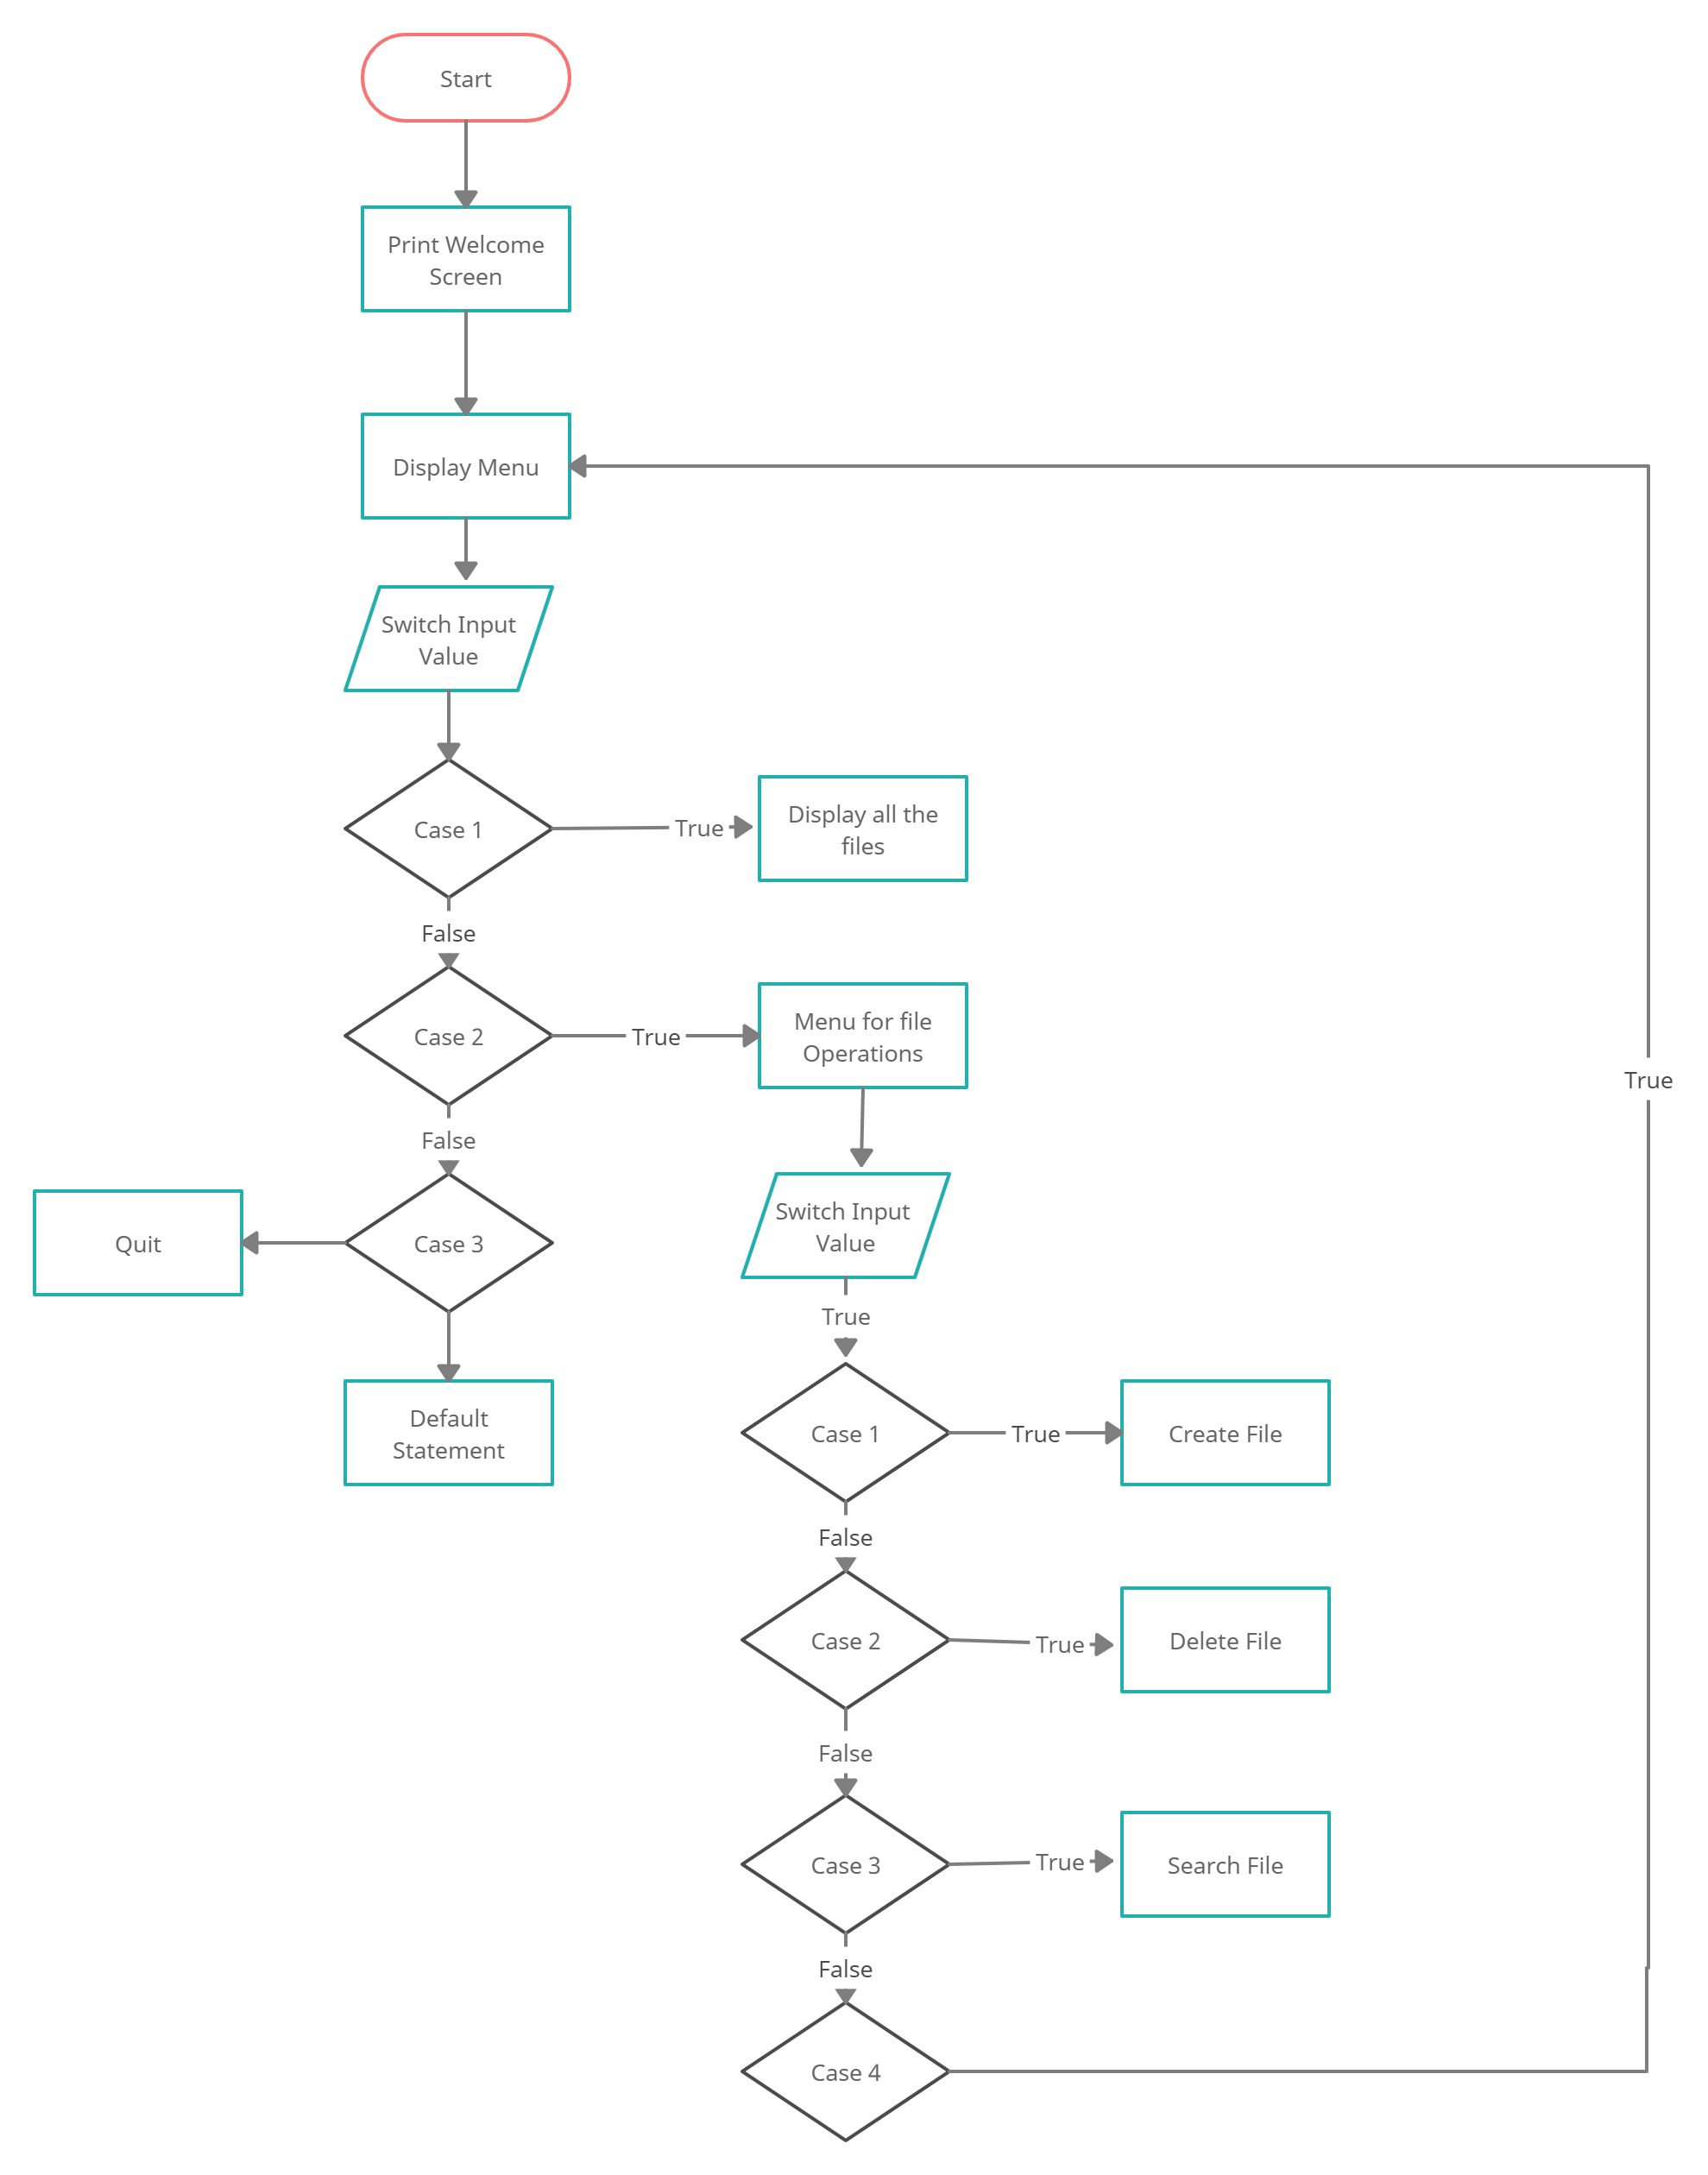 Start
Print Welcome
Screen
Display Menu
Switch Input
Value
Case 1
True
Display all the
files
False
Case 2
True
Menu for file
Operations
True
False
Quit
Case 3
Switch Input
Value
True
Default
Statement
Case 1
True
Create File
False
Case 2
True
Delete File
False
Case 3
True
Search File
False
Case 4